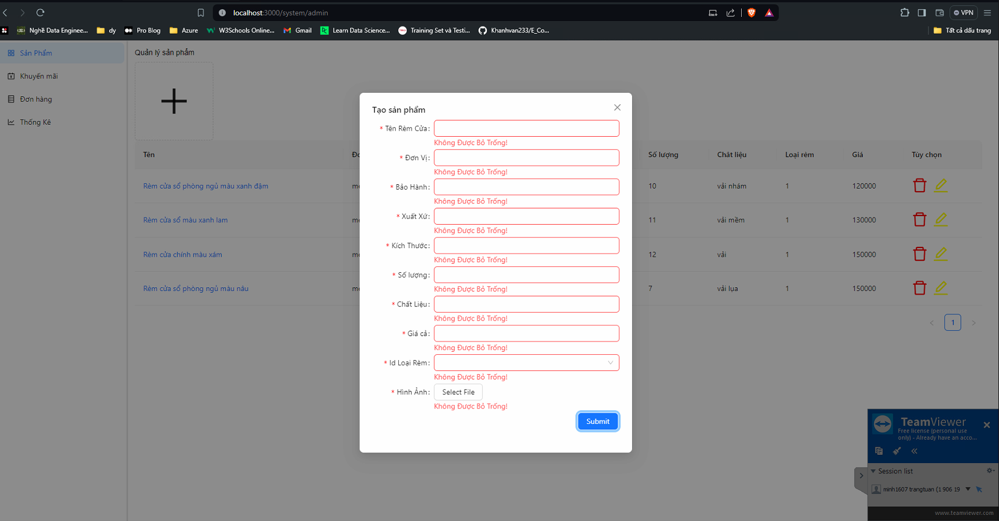 localhost:3000/system/admin
VPN
Nghề Data Enginee...
dy
Pro Blog
Azure
W3Schools Online...
Gmail
Learn Data Science...
Training Set và Testi...
Khanhvan233/E_Co...
Tất cả dấu trang
Sản Phẩm
Khuyến mãi
Đơn hàng
Thống Kê
Quản lý sản phẩm
Tên
Số lượng
Chât liệu
Loại rèm
Giá
Tùy chọn
Rèm cửa sổ phòng ngủ màu xanh đậm
10
vải nhám
1
120000
Rèm cửa sổ màu xanh lam
11
vải mềm
1
130000
Rèm cửa chính màu xám
12
vải
1
150000
Rèm cửa sổ phòng ngủ màu nâu
7
vải lụa
1
150000
1
Tạo sản phẩm
* Tên Rèm Cửa:
Không Được Bỏ Trống!
* Đơn Vị:
Không Được Bỏ Trống!
* Bảo Hành:
Không Được Bỏ Trống!
* Xuất Xứ:
Không Được Bỏ Trống!
* Kích Thước:
Không Được Bỏ Trống!
* Số lượng:
Không Được Bỏ Trống!
* Chất Liệu:
Không Được Bỏ Trống!
* Giá cả:
Không Được Bỏ Trống!
* Id Loại Rèm:
Không Được Bỏ Trống!
* Hình Ảnh:
Select File
Không Được Bỏ Trống!
Submit
TeamViewer
Free license (personal use
only) - Already have an acco...
Session list
minh1607 trangtuan (1 906 19
www.teamviewer.com